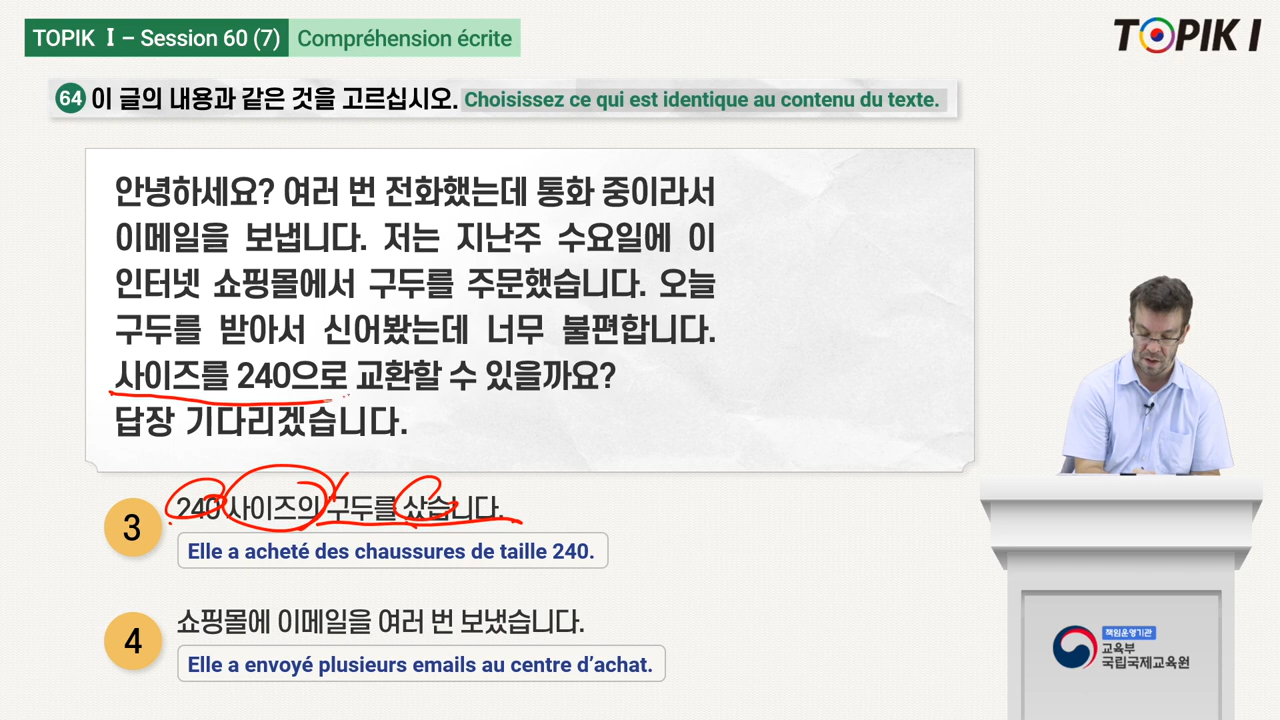 TOPIK I – Session 60 (7) Compréhension écrite
TOPIK I
64 이 글의 내용과 같은 것을 고르십시오. Choisissez ce qui est identique au contenu du texte.
안녕하세요? 여러 번 전화했는데 통화 중이라서
이메일을 보냅니다. 저는 지난주 수요일에 이
인터넷 쇼핑몰에서 구두를 주문했습니다. 오늘
구두를 받아서 신어봤는데 너무 불편합니다.
사이즈를 240으로 교환할 수 있을까요?
답장 기다리겠습니다.
3 240 사이즈의 구두를 샀습니다.
Elle a acheté des chaussures de taille 240.
4 쇼핑몰에 이메일을 여러 번 보냈습니다.
Elle a envoyé plusieurs emails au centre d’achat.
책임운영기관
교육부
국립국제교육원